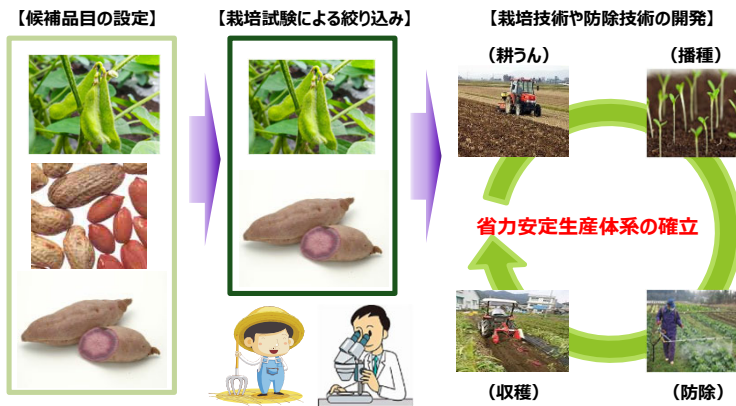 【候補品目の設定】
【栽培試験による絞り込み】
【栽培技術や防除技術の開発】
（耕うん）
（播種）
省力安定生産体系の確立
（収穫）
（防除）